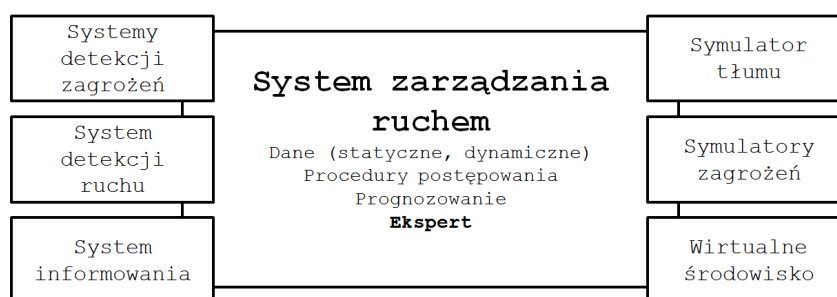 Systemy
detekcji
zagrożeń
System
detekcji
ruchu
System
informowania
System zarządzania
ruchem
Dane (statyczne, dynamiczne)
Procedury postępowania
Prognozowanie
Ekspert
Symulator
tłumu
Symulatory
zagrożeń
Wirtualne
środowisko